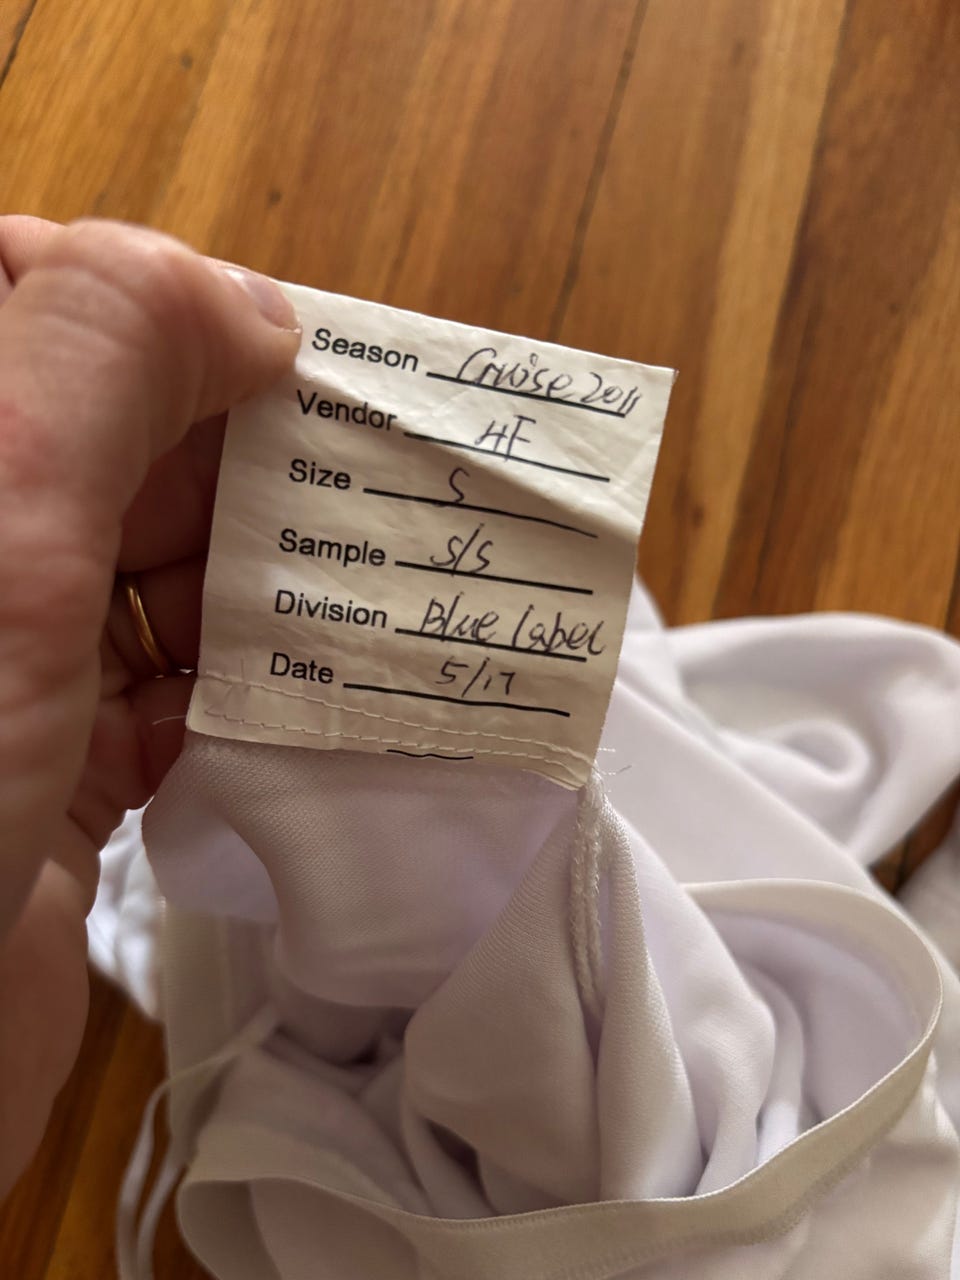 Season Cruise 2011
Vendor HF
Size S
Sample S/S
Division Blue label
Date 5/17